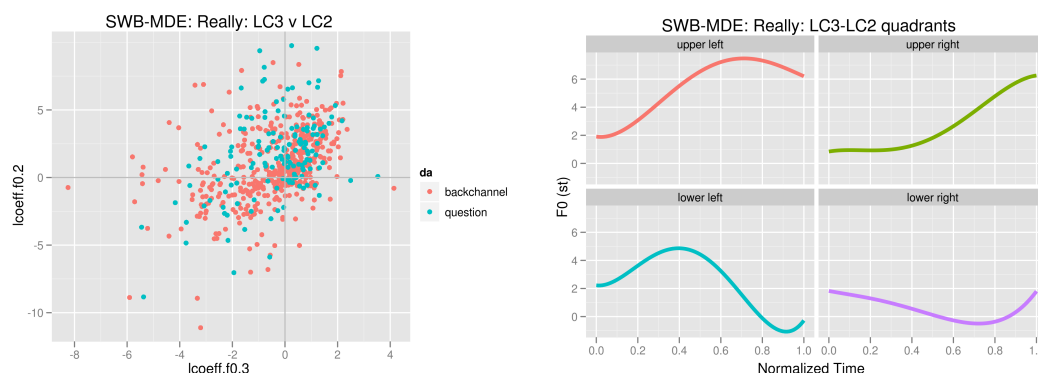 SWB-MDE: Really: LC3 v LC2
lcoeff.f0.2
5
0
-5
-10
-8
-6
-4
-2
0
2
4
lcoeff.f0.3
da
backchannel
question
SWB-MDE: Really: LC3-LC2 quadrants
upper left
upper right
lower left
lower right
F0 (st)
6
4
2
0
6
4
2
0
0.0
0.2
0.4
0.6
0.8
1.0
0.0
0.2
0.4
0.6
0.8
Normalized Time